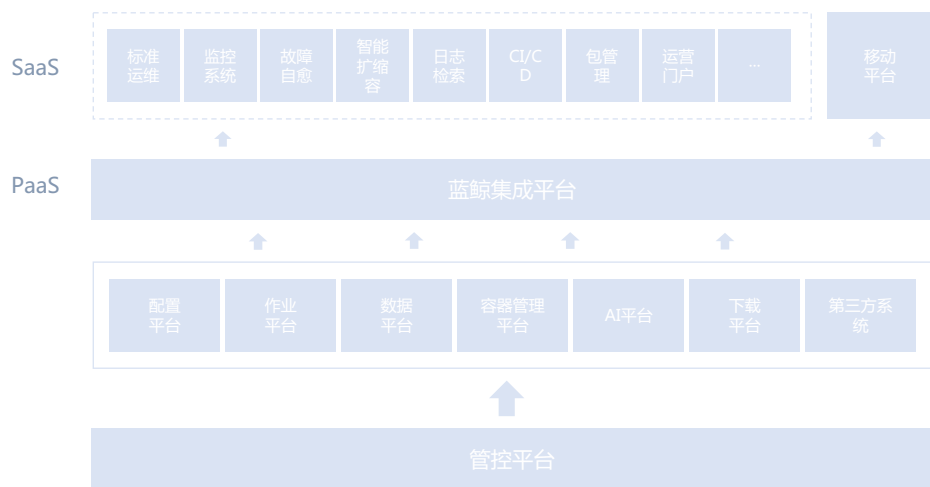 SaaS
标准
运维
监控
系统
故障
自愈
智能
扩缩
容
日志
检索
CI/C
D
包管
理
运营
门户
...
移动
平台
PaaS
蓝鲸集成平台
配置
平台
作业
平台
数据
平台
容器管理
平台
AI平台
下载
平台
第三方系
统
管控平台